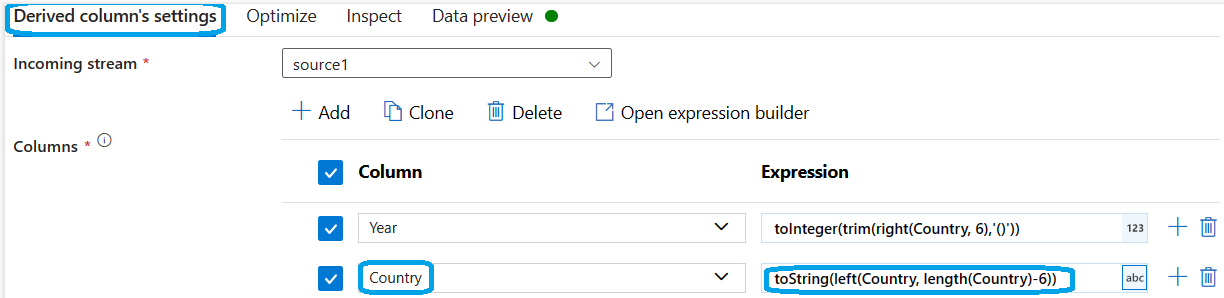 Derived column's settings Optimize Inspect Data preview
Incoming stream * source1
Add Clone Delete Open expression builder
Columns * i
Column Expression
Year toInteger(trim(right(Country, 6),'()')) 123
Country toString(left(Country, length(Country)-6)) abc